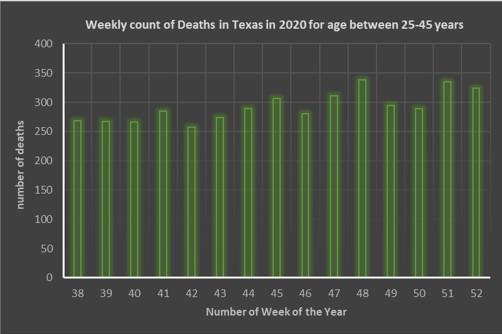 Weekly count of Deaths in Texas in 2020 for age between 25-45 years
400
350
300
250
200
150
100
50
0
number of deaths
38 39 40 41 42 43 44 45 46 47 48 49 50 51 52
Number of Week of the Year